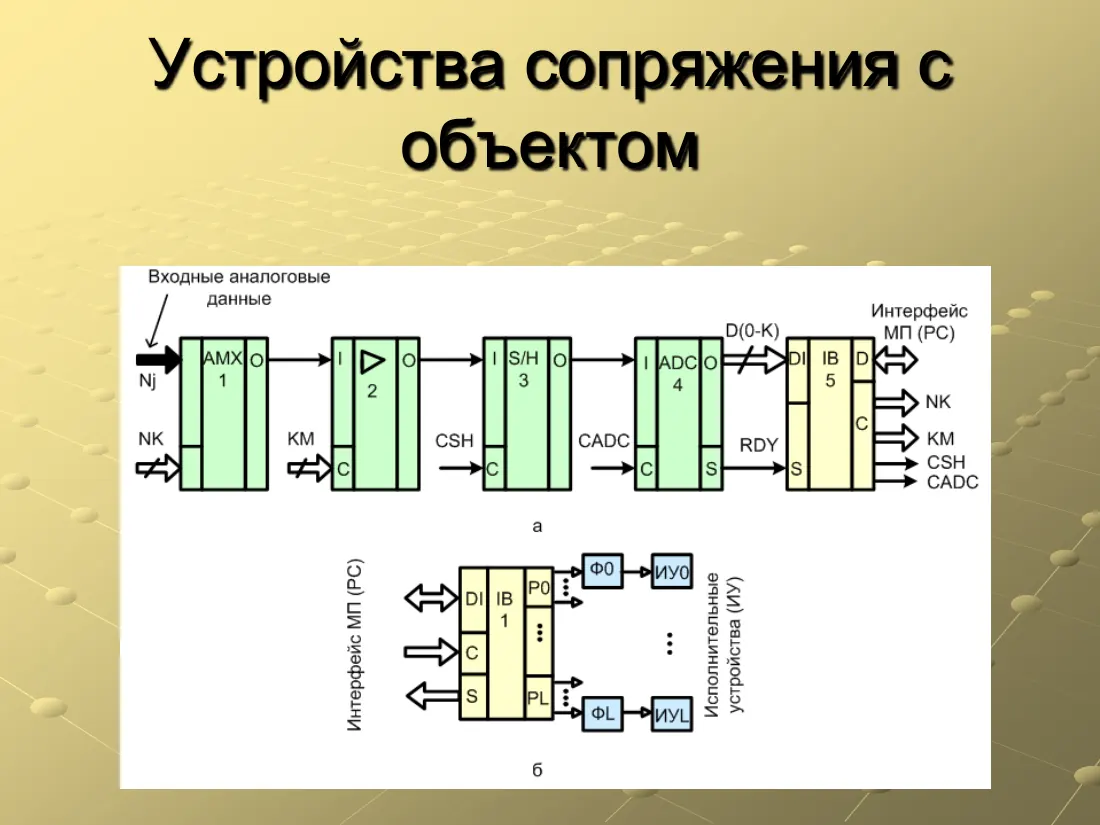 Устройства сопряжения с
объектом
Входные аналоговые
данные
Nj
NK
AMX
1
O
KM
I
C
2
O
CSH
I
C
S/H
3
O
CADC
I
C
ADC
4
O
S
D(0-K)
RDY
DI
S
IB
5
D
C
Интерфейс
МП (PC)
NK
KM
CSH
CADC
а
Интерфейс МП (PC)
DI
C
S
IB
1
P0
PL
Ф0
ИУ0
ФL
ИУL
Исполнительные
устройства (ИУ)
б